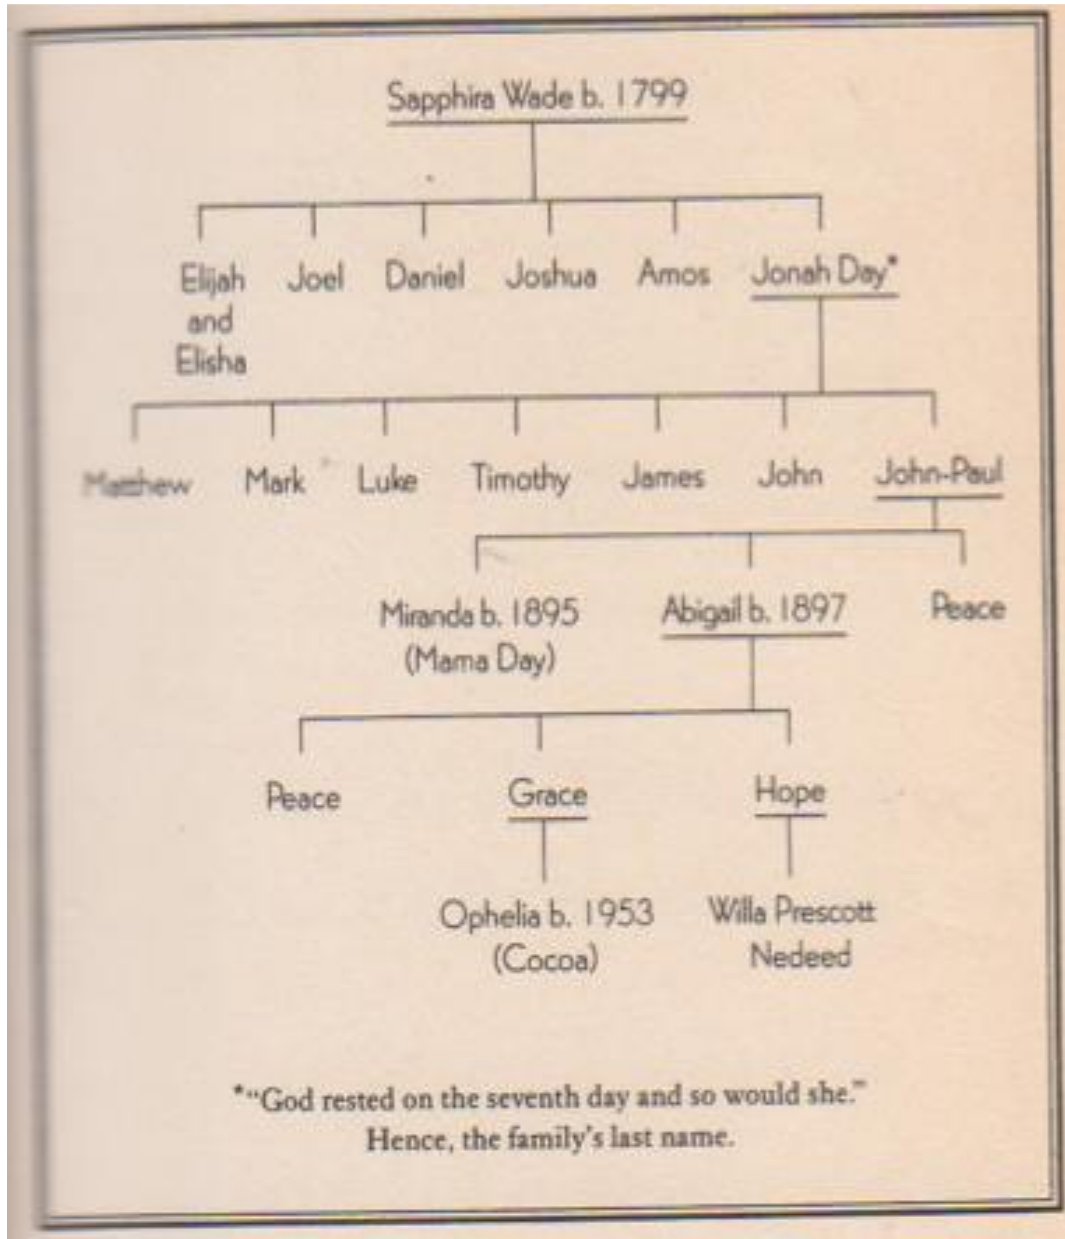 Sapphira Wade b. 1799
Elijah and Elisha Joel Daniel Joshua Amos Jonah Day*
Matthew Mark Luke Timothy James John John-Paul
Miranda b. 1895 (Mama Day) Abigail b. 1897 Peace
Peace Grace Hope
Ophelia b. 1953 (Cocoa) Willa Prescott Nedeed
*“God rested on the seventh day and so would she.”
Hence, the family’s last name.